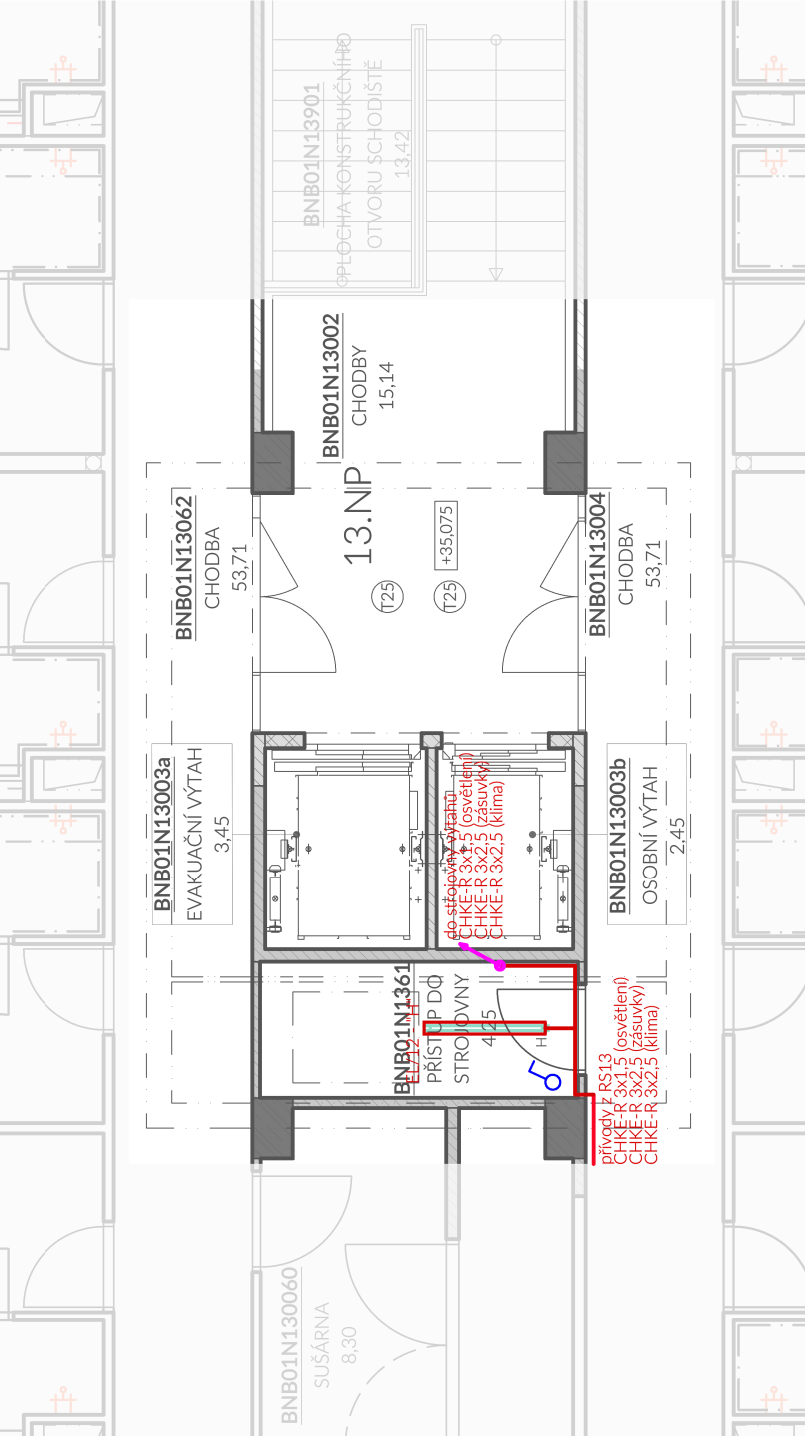 BNB01N13901
OPLOCHA KONSTRUKČNÍHO
OTVORU SCHODIŠTĚ
13,42
BNB01N13002
CHODBY
15,14
13.NP
+35,075
T25
T25
BNB01N13062
CHODBA
53,71
BNB01N13004
CHODBA
53,71
BNB01N13003a
EVAKUAČNÍ VÝTAH
3,45
BNB01N13003b
OSOBNÍ VÝTAH
2,45
do strojovny výtahů
CHKE-R 3x1,5 (osvětlení)
CHKE-R 3x2,5 (zásuvky)
CHKE-R 3x2,5 (klima)
BNB01N1361
PŘÍSTUP DO
STROJOVNY
4,25
H
přívody z RS13
CHKE-R 3x1,5 (osvětlení)
CHKE-R 3x2,5 (zásuvky)
CHKE-R 3x2,5 (klima)
BNB01N130060
SUŠÁRNA
8,30